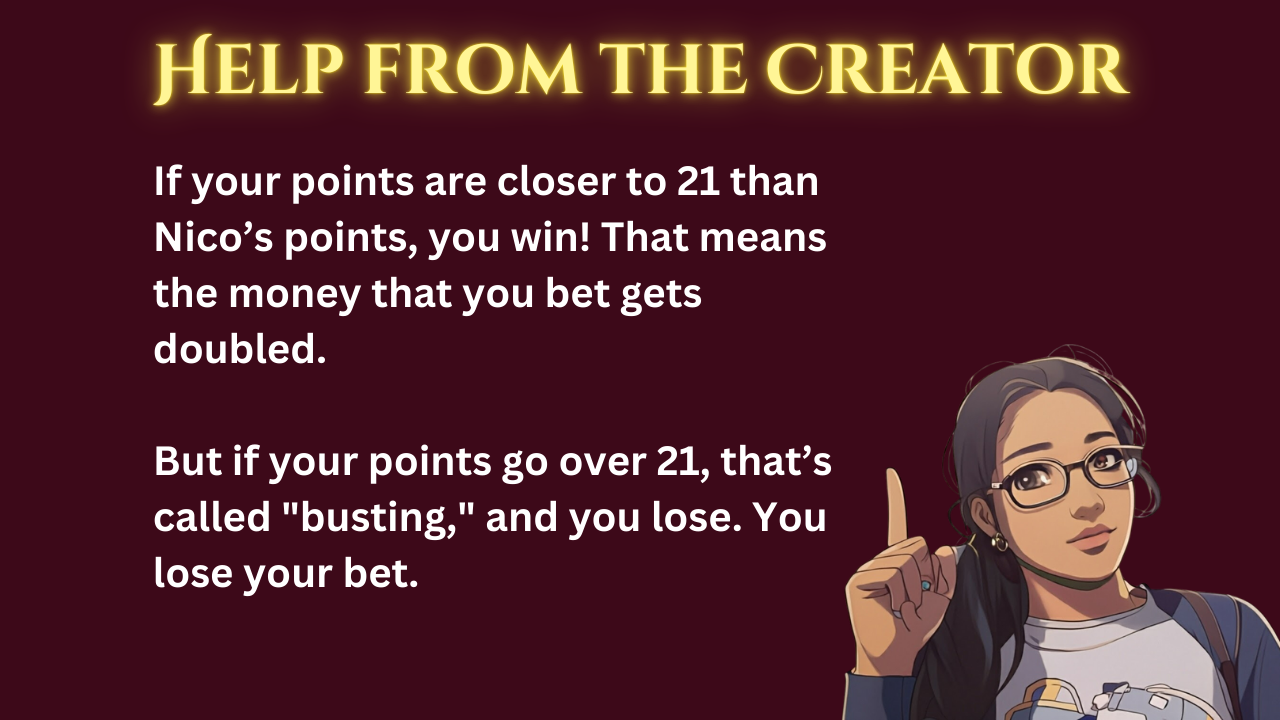 Help from the Creator
If your points are closer to 21 than
Nico’s points, you win! That means
the money that you bet gets
doubled.
But if your points go over 21, that’s
called "busting," and you lose. You
lose your bet.